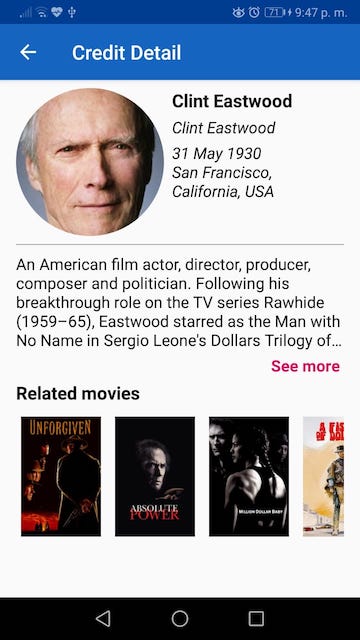 71 9:47 p. m.
Credit Detail
Clint Eastwood
Clint Eastwood
31 May 1930
San Francisco,
California, USA
An American film actor, director, producer,
composer and politician. Following his
breakthrough role on the TV series Rawhide
(1959–65), Eastwood starred as the Man with
No Name in Sergio Leone's Dollars Trilogy of...
See more
Related movies
UNFORGIVEN
ABSOLUTE
POWER
MILLION DOLLAR BABY
A FIS
OF DOL